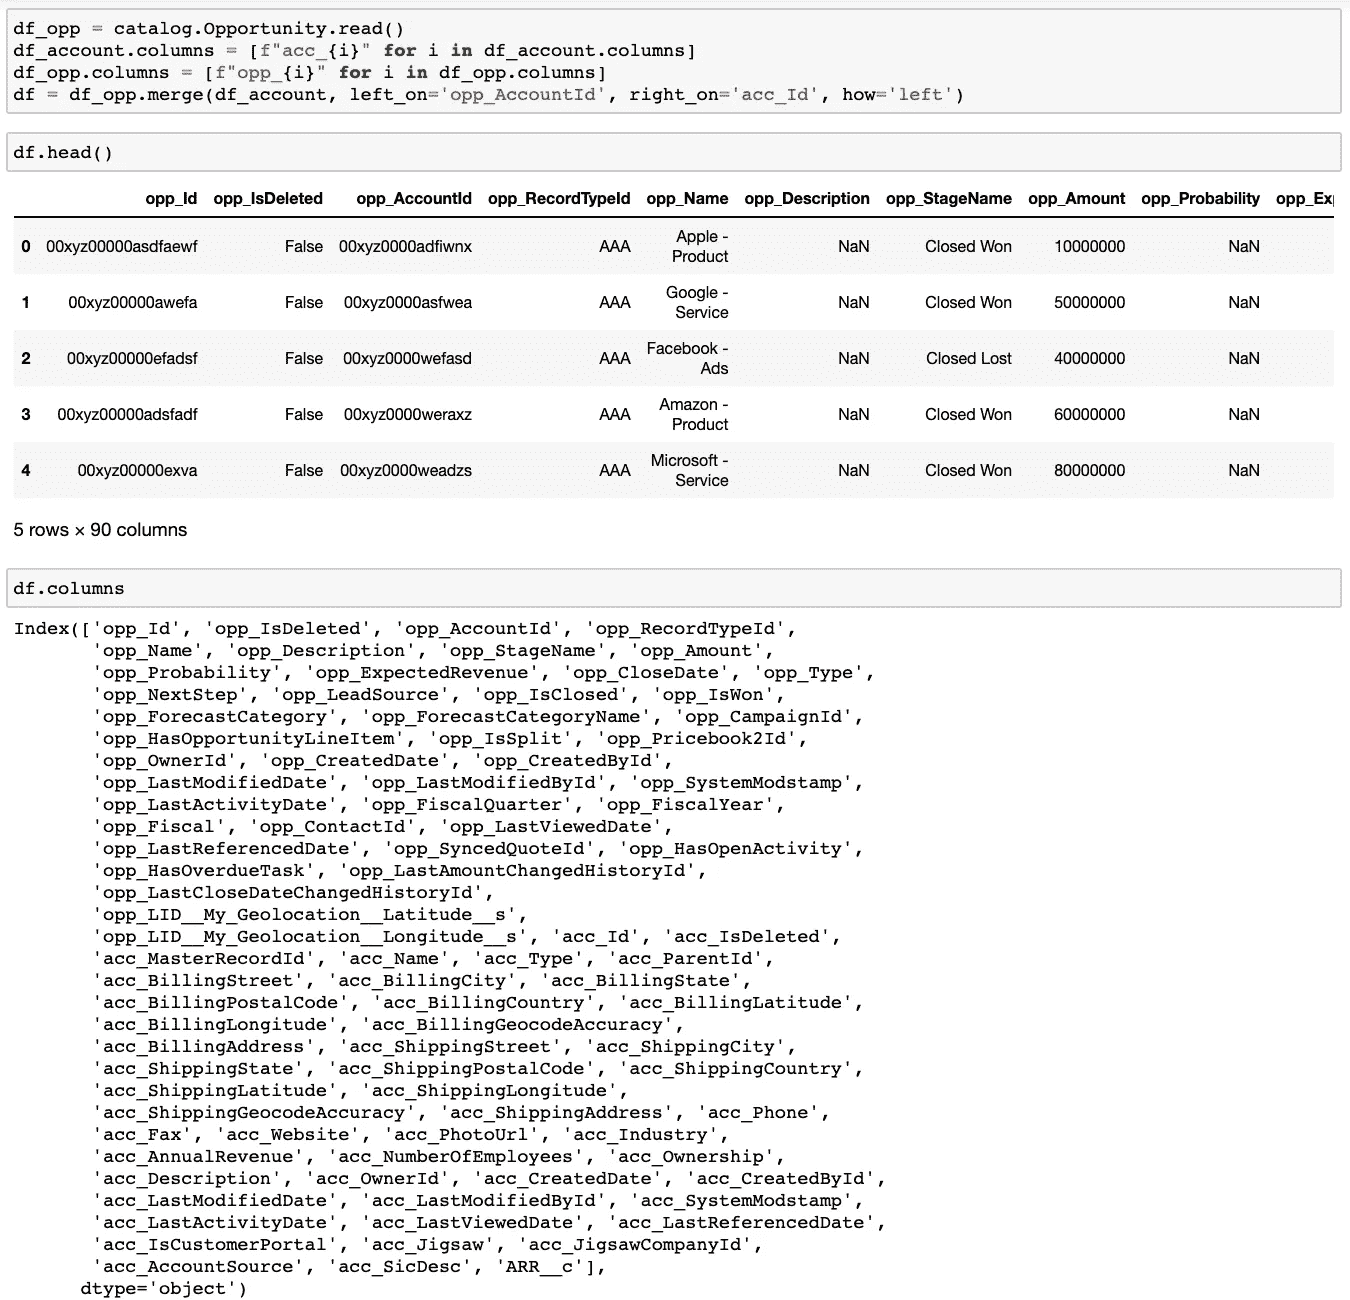 df_opp = catalog.Opportunity.read()
df_account.columns = [f"acc_{i}" for i in df_account.columns]
df_opp.columns = [f"opp_{i}" for i in df_opp.columns]
df = df_opp.merge(df_account, left_on='opp_AccountId', right_on='acc_Id', how='left')
df.head()
opp_Id opp_IsDeleted opp_AccountId opp_RecordTypeId opp_Name opp_Description opp_StageName opp_Amount opp_Probability opp_Ex
0 00xyz00000asdfaewf False 00xyz0000adfiwnx AAA Apple - Product NaN Closed Won 10000000 NaN
1 00xyz00000awefa False 00xyz0000asfwea AAA Google - Service NaN Closed Won 50000000 NaN
2 00xyz00000efadsf False 00xyz0000wefasd AAA Facebook - Ads NaN Closed Lost 40000000 NaN
3 00xyz00000adsfadf False 00xyz0000weraxz AAA Amazon - Product NaN Closed Won 60000000 NaN
4 00xyz00000exva False 00xyz0000weadzs AAA Microsoft - Service NaN Closed Won 80000000 NaN
5 rows × 90 columns
df.columns
Index(['opp_Id', 'opp_IsDeleted', 'opp_AccountId', 'opp_RecordTypeId',
'opp_Name', 'opp_Description', 'opp_StageName', 'opp_Amount',
'opp_Probability', 'opp_ExpectedRevenue', 'opp_CloseDate', 'opp_Type',
'opp_NextStep', 'opp_LeadSource', 'opp_IsClosed', 'opp_IsWon',
'opp_ForecastCategory', 'opp_ForecastCategoryName', 'opp_CampaignId',
'opp_HasOpportunityLineItem', 'opp_IsSplit', 'opp_Pricebook2Id',
'opp_OwnerId', 'opp_CreatedDate', 'opp_CreatedById',
'opp_LastModifiedDate', 'opp_LastModifiedById', 'opp_SystemModstamp',
'opp_LastActivityDate', 'opp_FiscalQuarter', 'opp_FiscalYear',
'opp_Fiscal', 'opp_ContactId', 'opp_LastViewedDate',
'opp_LastReferencedDate', 'opp_SyncedQuoteId', 'opp_HasOpenActivity',
'opp_HasOverdueTask', 'opp_LastAmountChangedHistoryId',
'opp_LastCloseDateChangedHistoryId',
'opp_LID__My_Geolocation__Latitude__s',
'opp_LID__My_Geolocation__Longitude__s', 'acc_Id', 'acc_IsDeleted',
'acc_MasterRecordId', 'acc_Name', 'acc_Type', 'acc_ParentId',
'acc_BillingStreet', 'acc_BillingCity', 'acc_BillingState',
'acc_BillingPostalCode', 'acc_BillingCountry', 'acc_BillingLatitude',
'acc_BillingLongitude', 'acc_BillingGeocodeAccuracy',
'acc_BillingAddress', 'acc_ShippingStreet', 'acc_ShippingCity',
'acc_ShippingState', 'acc_ShippingPostalCode', 'acc_ShippingCountry',
'acc_ShippingLatitude', 'acc_ShippingLongitude',
'acc_ShippingGeocodeAccuracy', 'acc_ShippingAddress', 'acc_Phone',
'acc_Fax', 'acc_Website', 'acc_PhotoUrl', 'acc_Industry',
'acc_AnnualRevenue', 'acc_NumberOfEmployees', 'acc_Ownership',
'acc_Description', 'acc_OwnerId', 'acc_CreatedDate', 'acc_CreatedById',
'acc_LastModifiedDate', 'acc_LastModifiedById', 'acc_SystemModstamp',
'acc_LastActivityDate', 'acc_LastViewedDate', 'acc_LastReferencedDate',
'acc_IsCustomerPortal', 'acc_Jigsaw', 'acc_JigsawCompanyId',
'acc_AccountSource', 'acc_SicDesc', 'ARR__c'],
dtype='object')